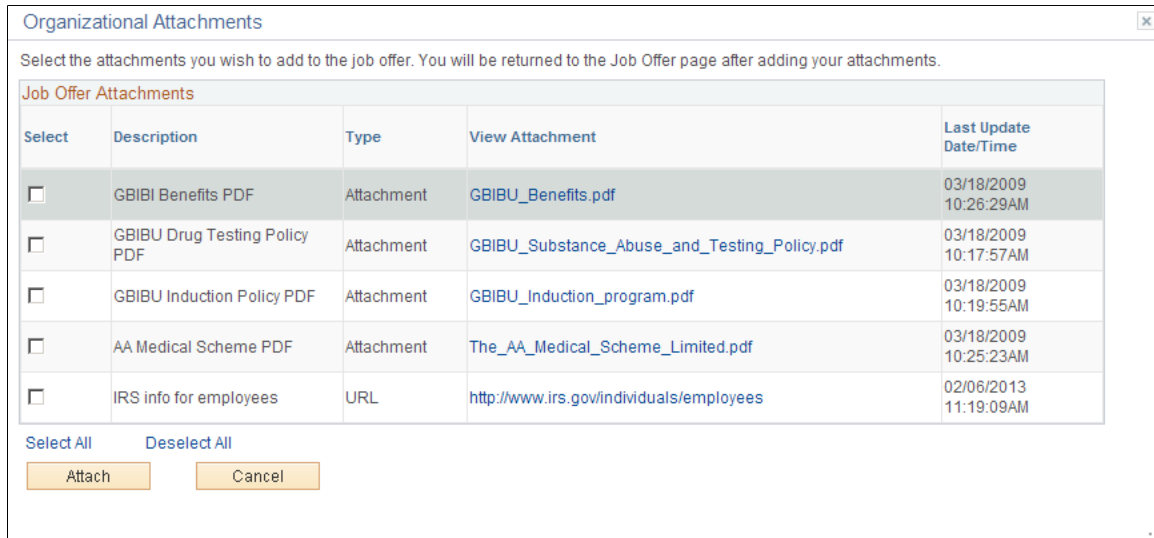 Organizational Attachments
Select the attachments you wish to add to the job offer. You will be returned to the Job Offer page after adding your attachments.
Job Offer Attachments
Select Description Type View Attachment Last Update Date/Time
GBIBI Benefits PDF Attachment GBIBU_Benefits.pdf 03/18/2009 10:26:29AM
GBIBU Drug Testing Policy PDF Attachment GBIBU_Substance_Abuse_and_Testing_Policy.pdf 03/18/2009 10:17:57AM
GBIBU Induction Policy PDF Attachment GBIBU_Induction_program.pdf 03/18/2009 10:19:55AM
AA Medical Scheme PDF Attachment The_AA_Medical_Scheme_Limited.pdf 03/18/2009 10:25:23AM
IRS info for employees URL http://www.irs.gov/individuals/employees 02/06/2013 11:19:09AM
Select All Deselect All
Attach Cancel